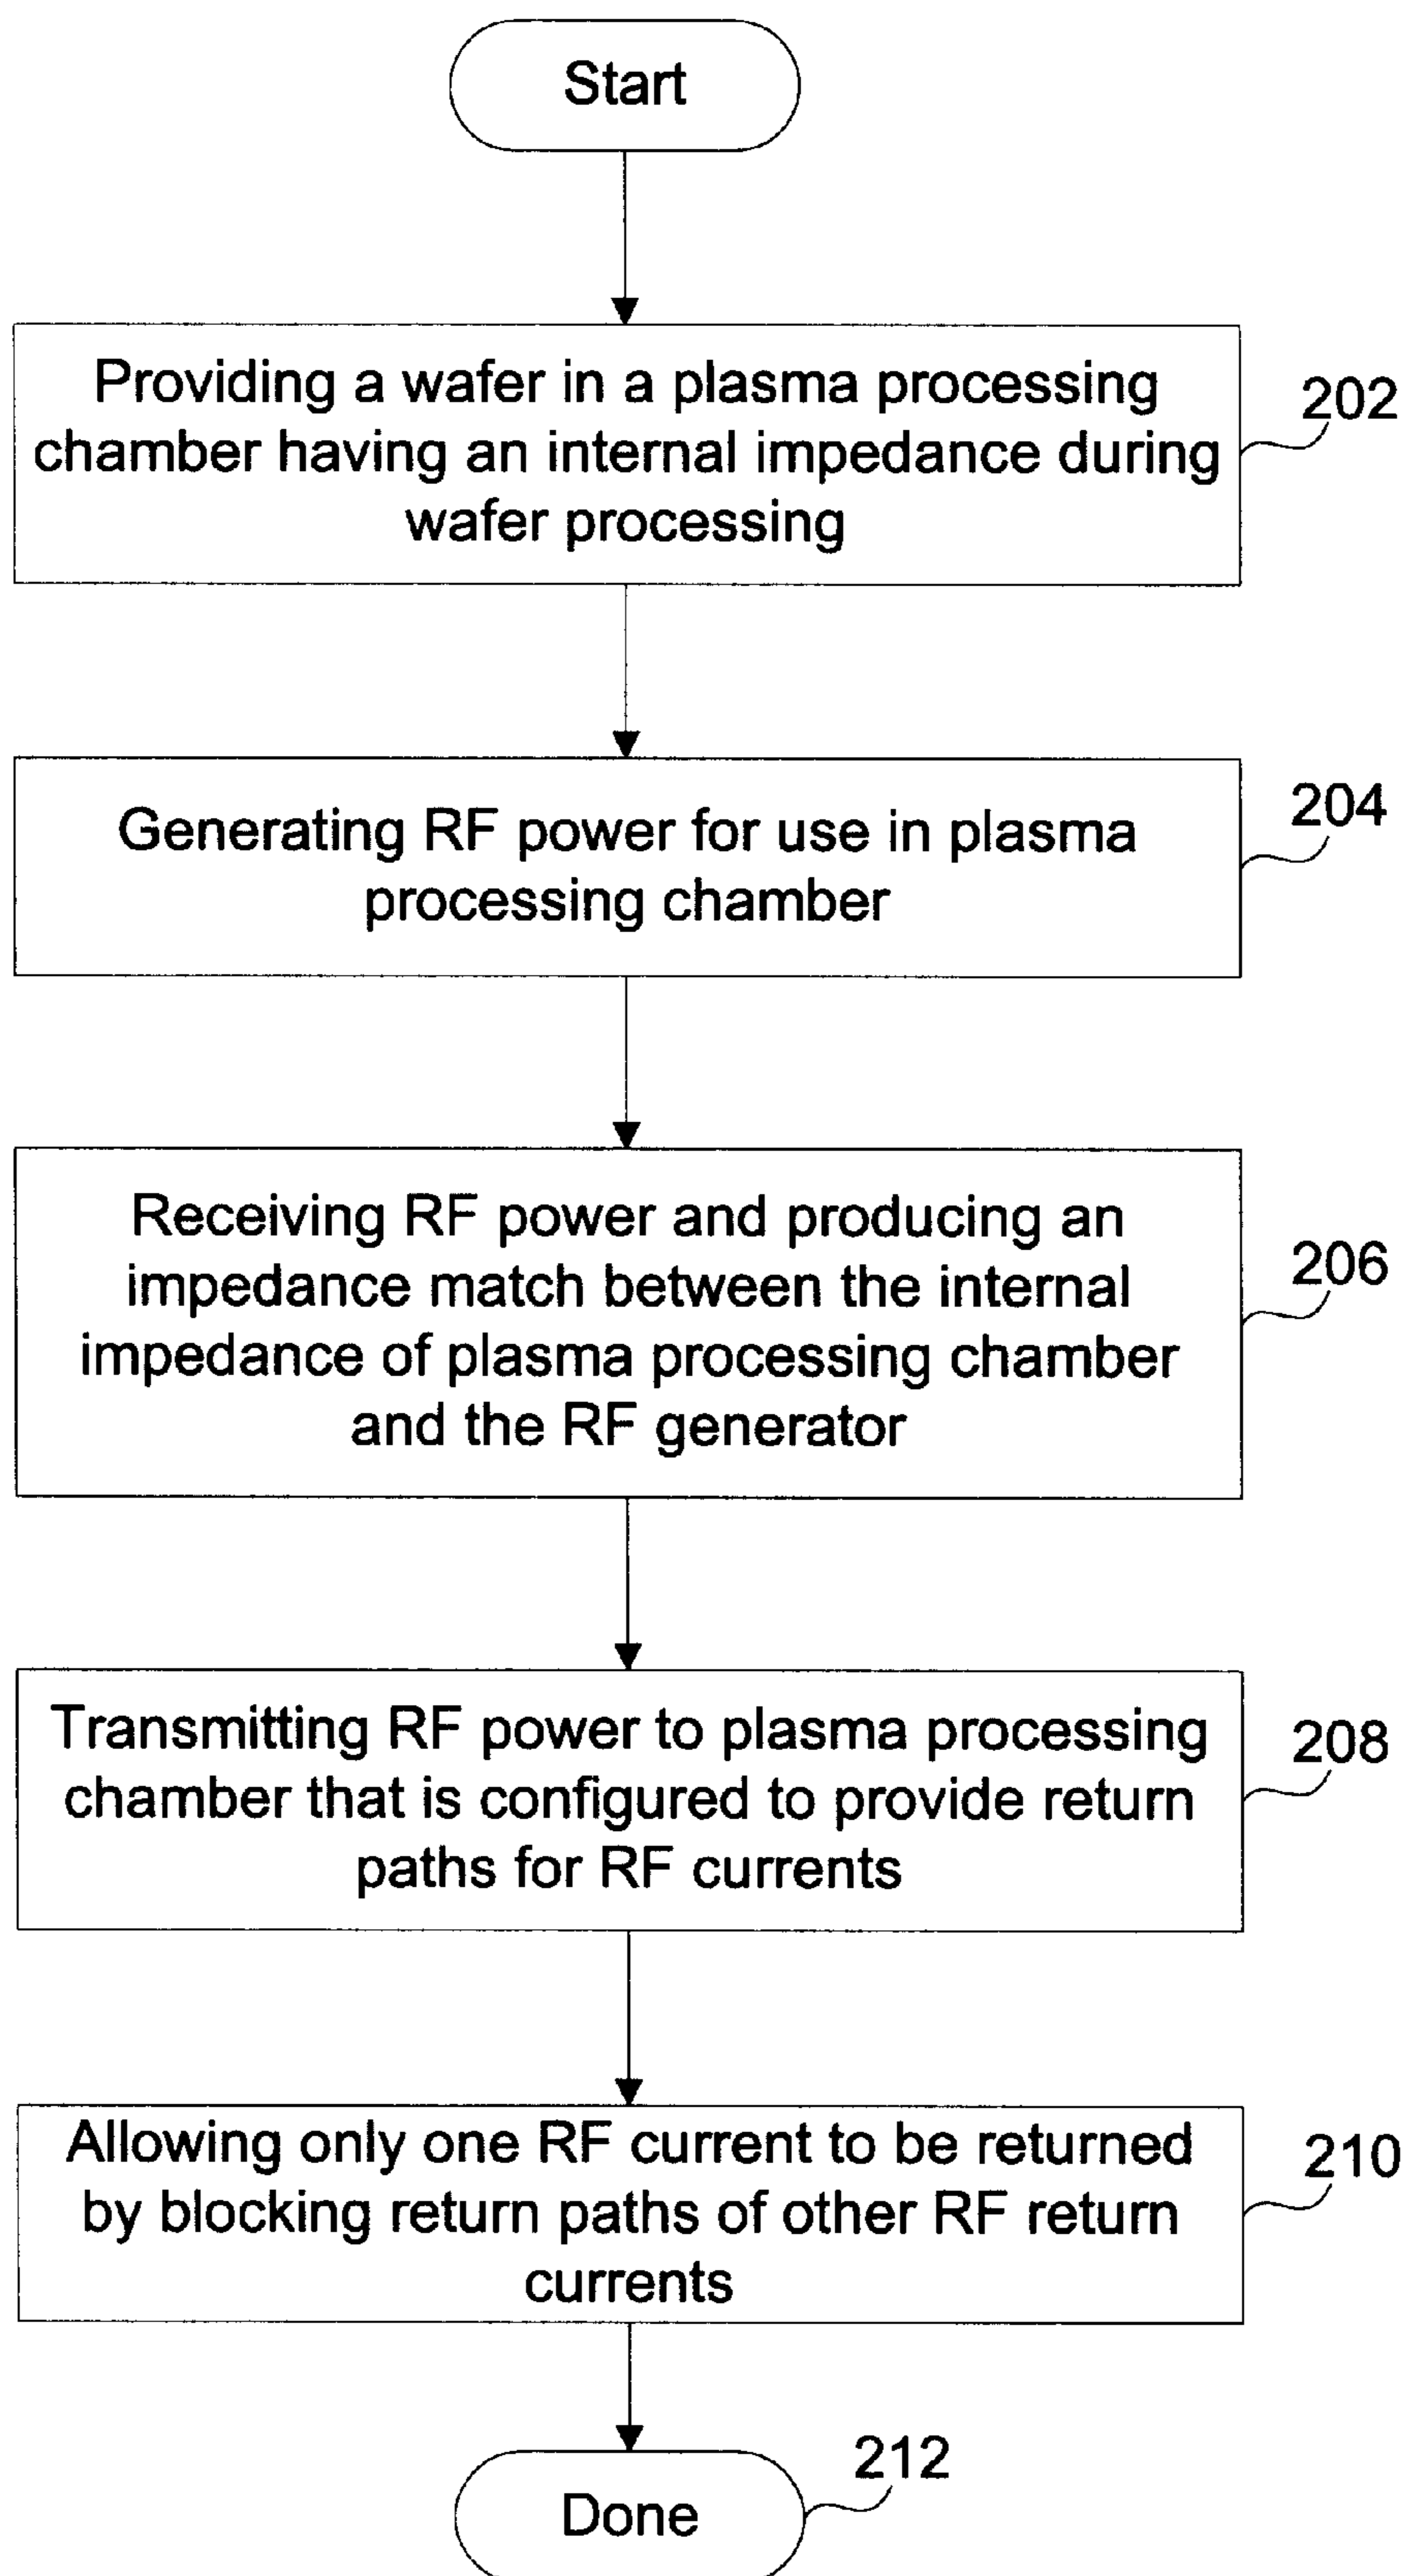 Start
Providing a wafer in a plasma processing
chamber having an internal impedance during
wafer processing
202
Generating RF power for use in plasma
processing chamber
204
Receiving RF power and producing an
impedance match between the internal
impedance of plasma processing chamber
and the RF generator
206
Transmitting RF power to plasma processing
chamber that is configured to provide return
paths for RF currents
208
Allowing only one RF current to be returned
by blocking return paths of other RF return
currents
210
Done
212